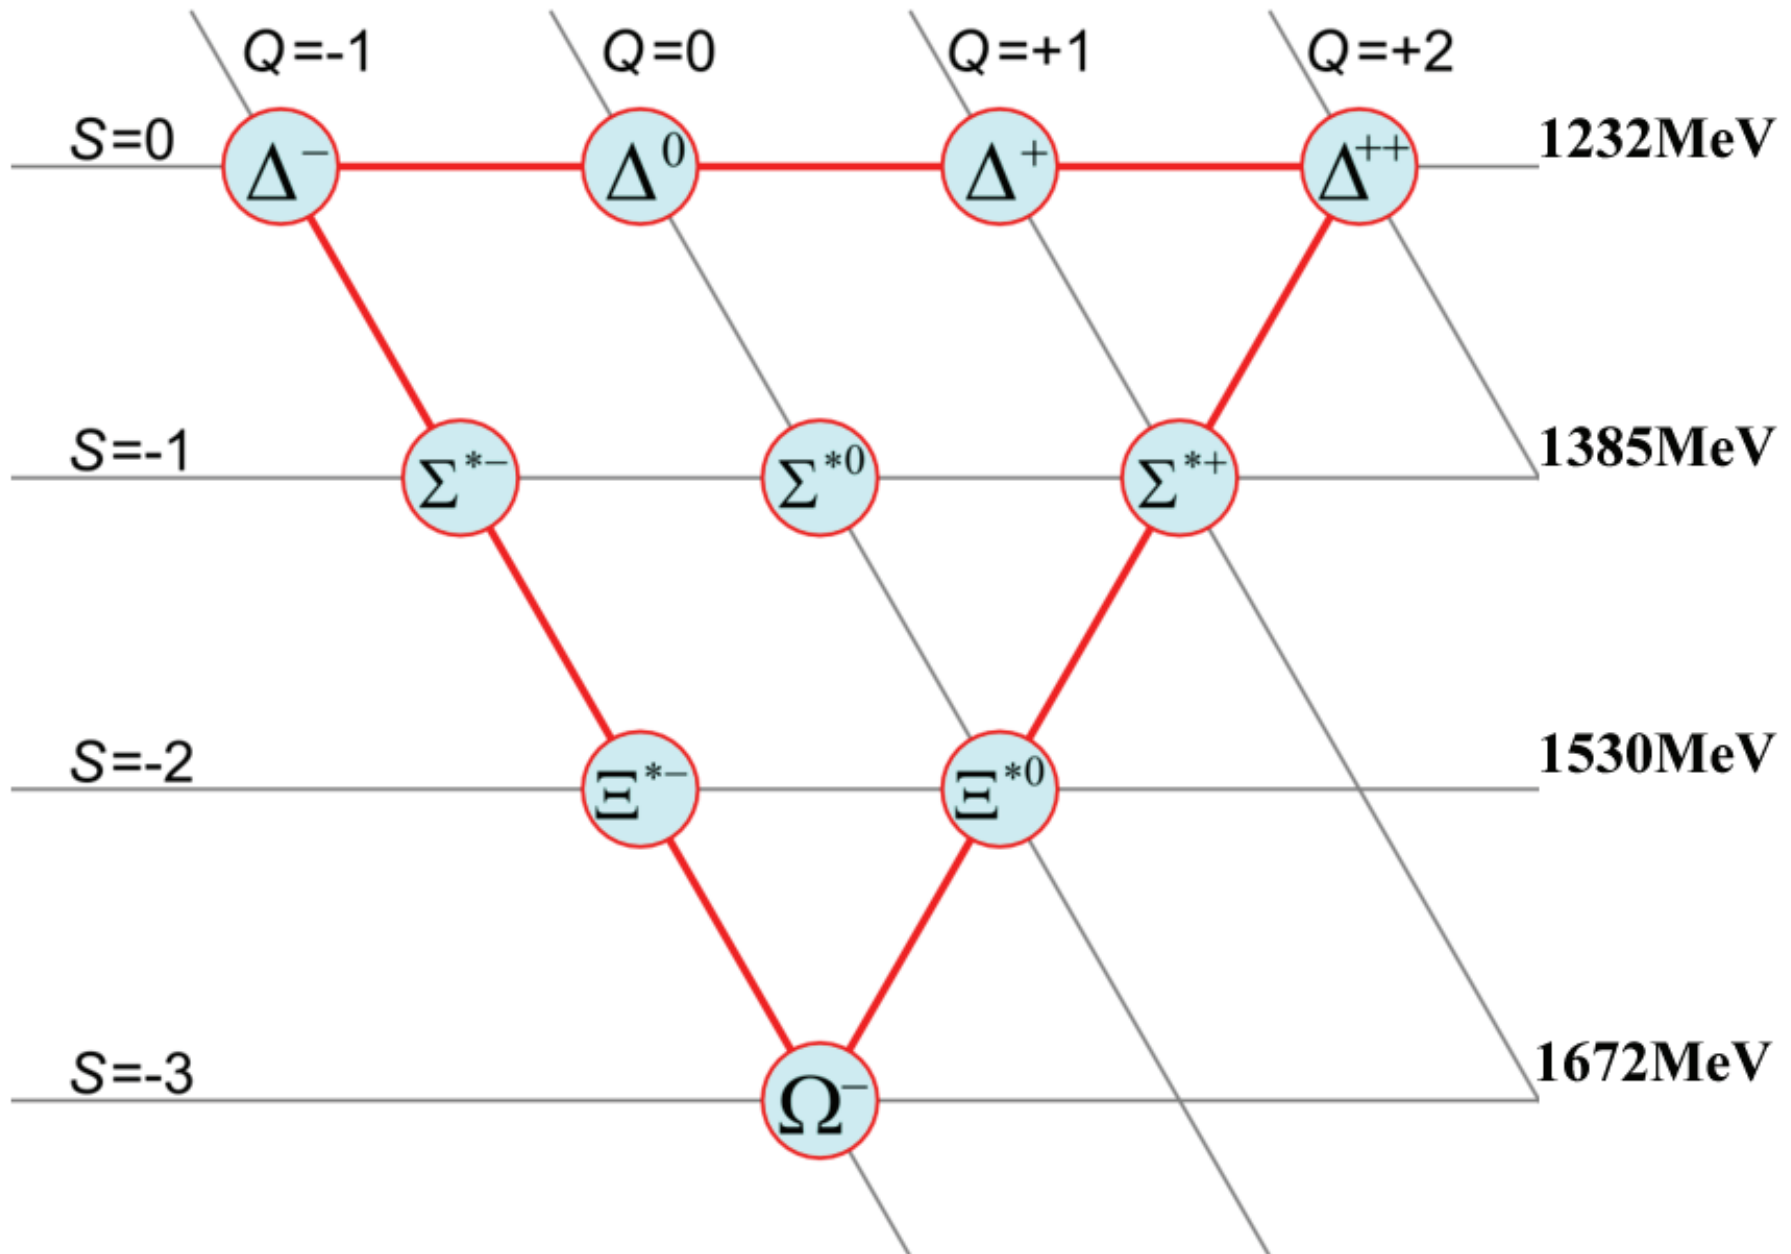 Q=-1 Q=0 Q=+1 Q=+2
S=0 Δ⁻ Δ⁰ Δ⁺ Δ⁺⁺ 1232MeV
S=-1 Σ*⁻ Σ*⁰ Σ*⁺ 1385MeV
S=-2 Ξ*⁻ Ξ*⁰ 1530MeV
S=-3 Ω⁻ 1672MeV